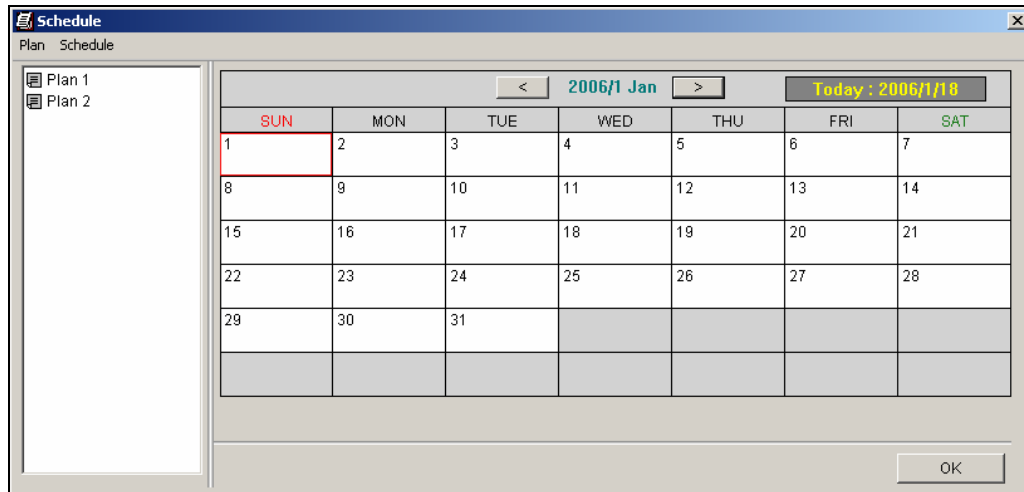 Schedule
Plan Schedule
Plan 1
Plan 2
< 2006/1 Jan > Today : 2006/1/18
SUN MON TUE WED THU FRI SAT
1 2 3 4 5 6 7
8 9 10 11 12 13 14
15 16 17 18 19 20 21
22 23 24 25 26 27 28
29 30 31
OK